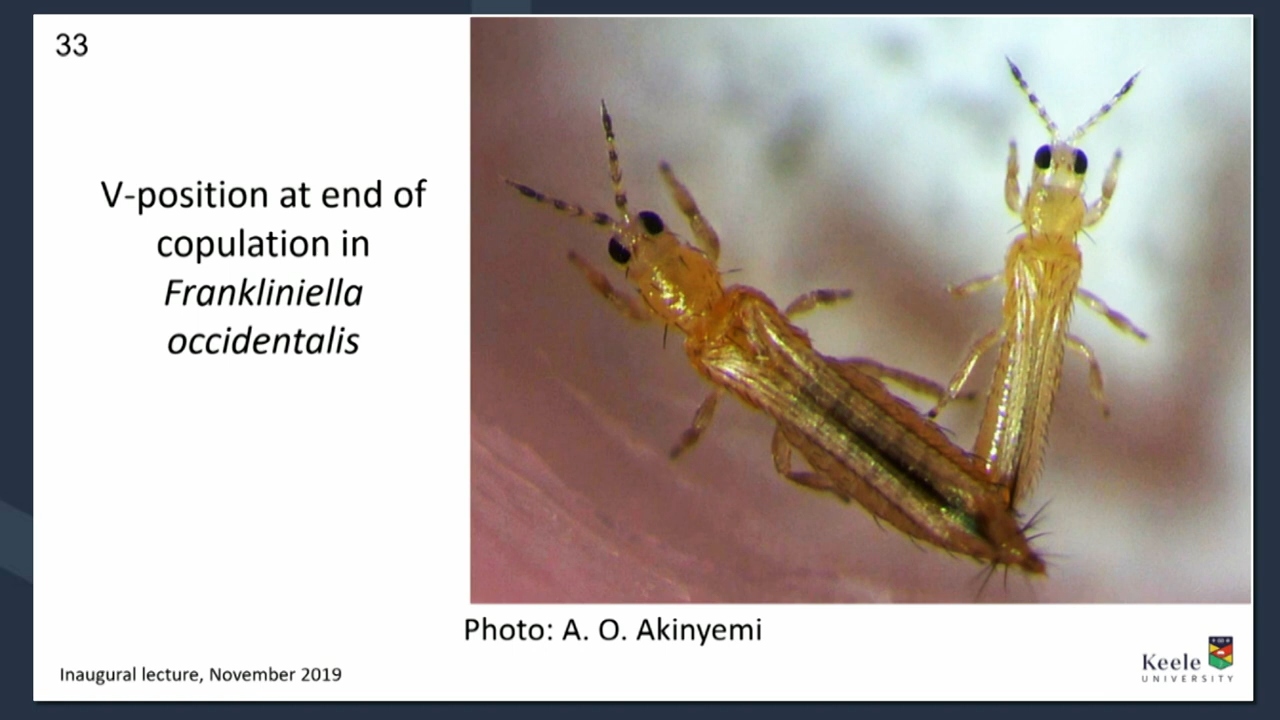 33
V-position at end of
copulation in
Frankliniella
occidentalis
Photo: A. O. Akinyemi
Inaugural lecture, November 2019
Keele
UNIVERSITY